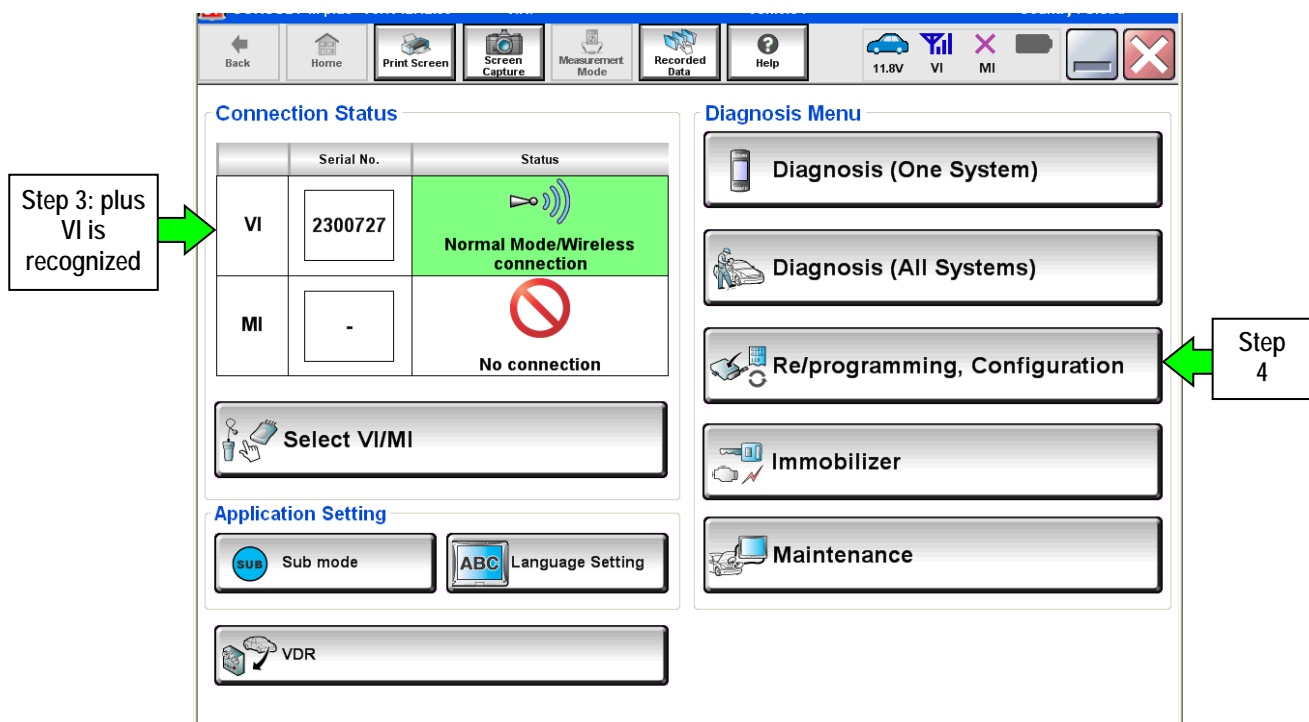 Back
Home
Print Screen
Screen
Capture
Measurement
Mode
Recorded
Data
Help
11.8V
VI
MI
Connection Status
Serial No.
Status
VI
2300727
Normal Mode/Wireless
connection
MI
-
No connection
Select VI/MI
Application Setting
SUB
Sub mode
ABC
Language Setting
VDR
Diagnosis Menu
Diagnosis (One System)
Diagnosis (All Systems)
Re/programming, Configuration
Immobilizer
Maintenance
Step 3: plus
VI is
recognized
Step
4